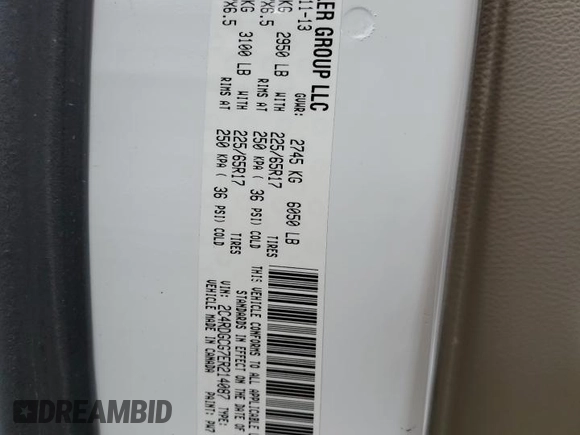 LER GROUP LLC
11-13 GVWR: 2745 KG 6050 LB
KG 2950 LB WITH 225/65R17 TIRES
X6.5 RIMS AT 250 KPA ( 36 PSI) COLD
KG 3100 LB WITH 225/65R17 TIRES
X6.5 RIMS AT 250 KPA ( 36 PSI) COLD
THIS VEHICLE CONFORMS TO ALL
APPLICABLE
STANDARDS IN EFFECT ON THE DATE OF
VIN: 2C4RDGCG7ER214087 TYPE:
VEHICLE MADE IN CANADA PAINT: PW7
DREAMBID